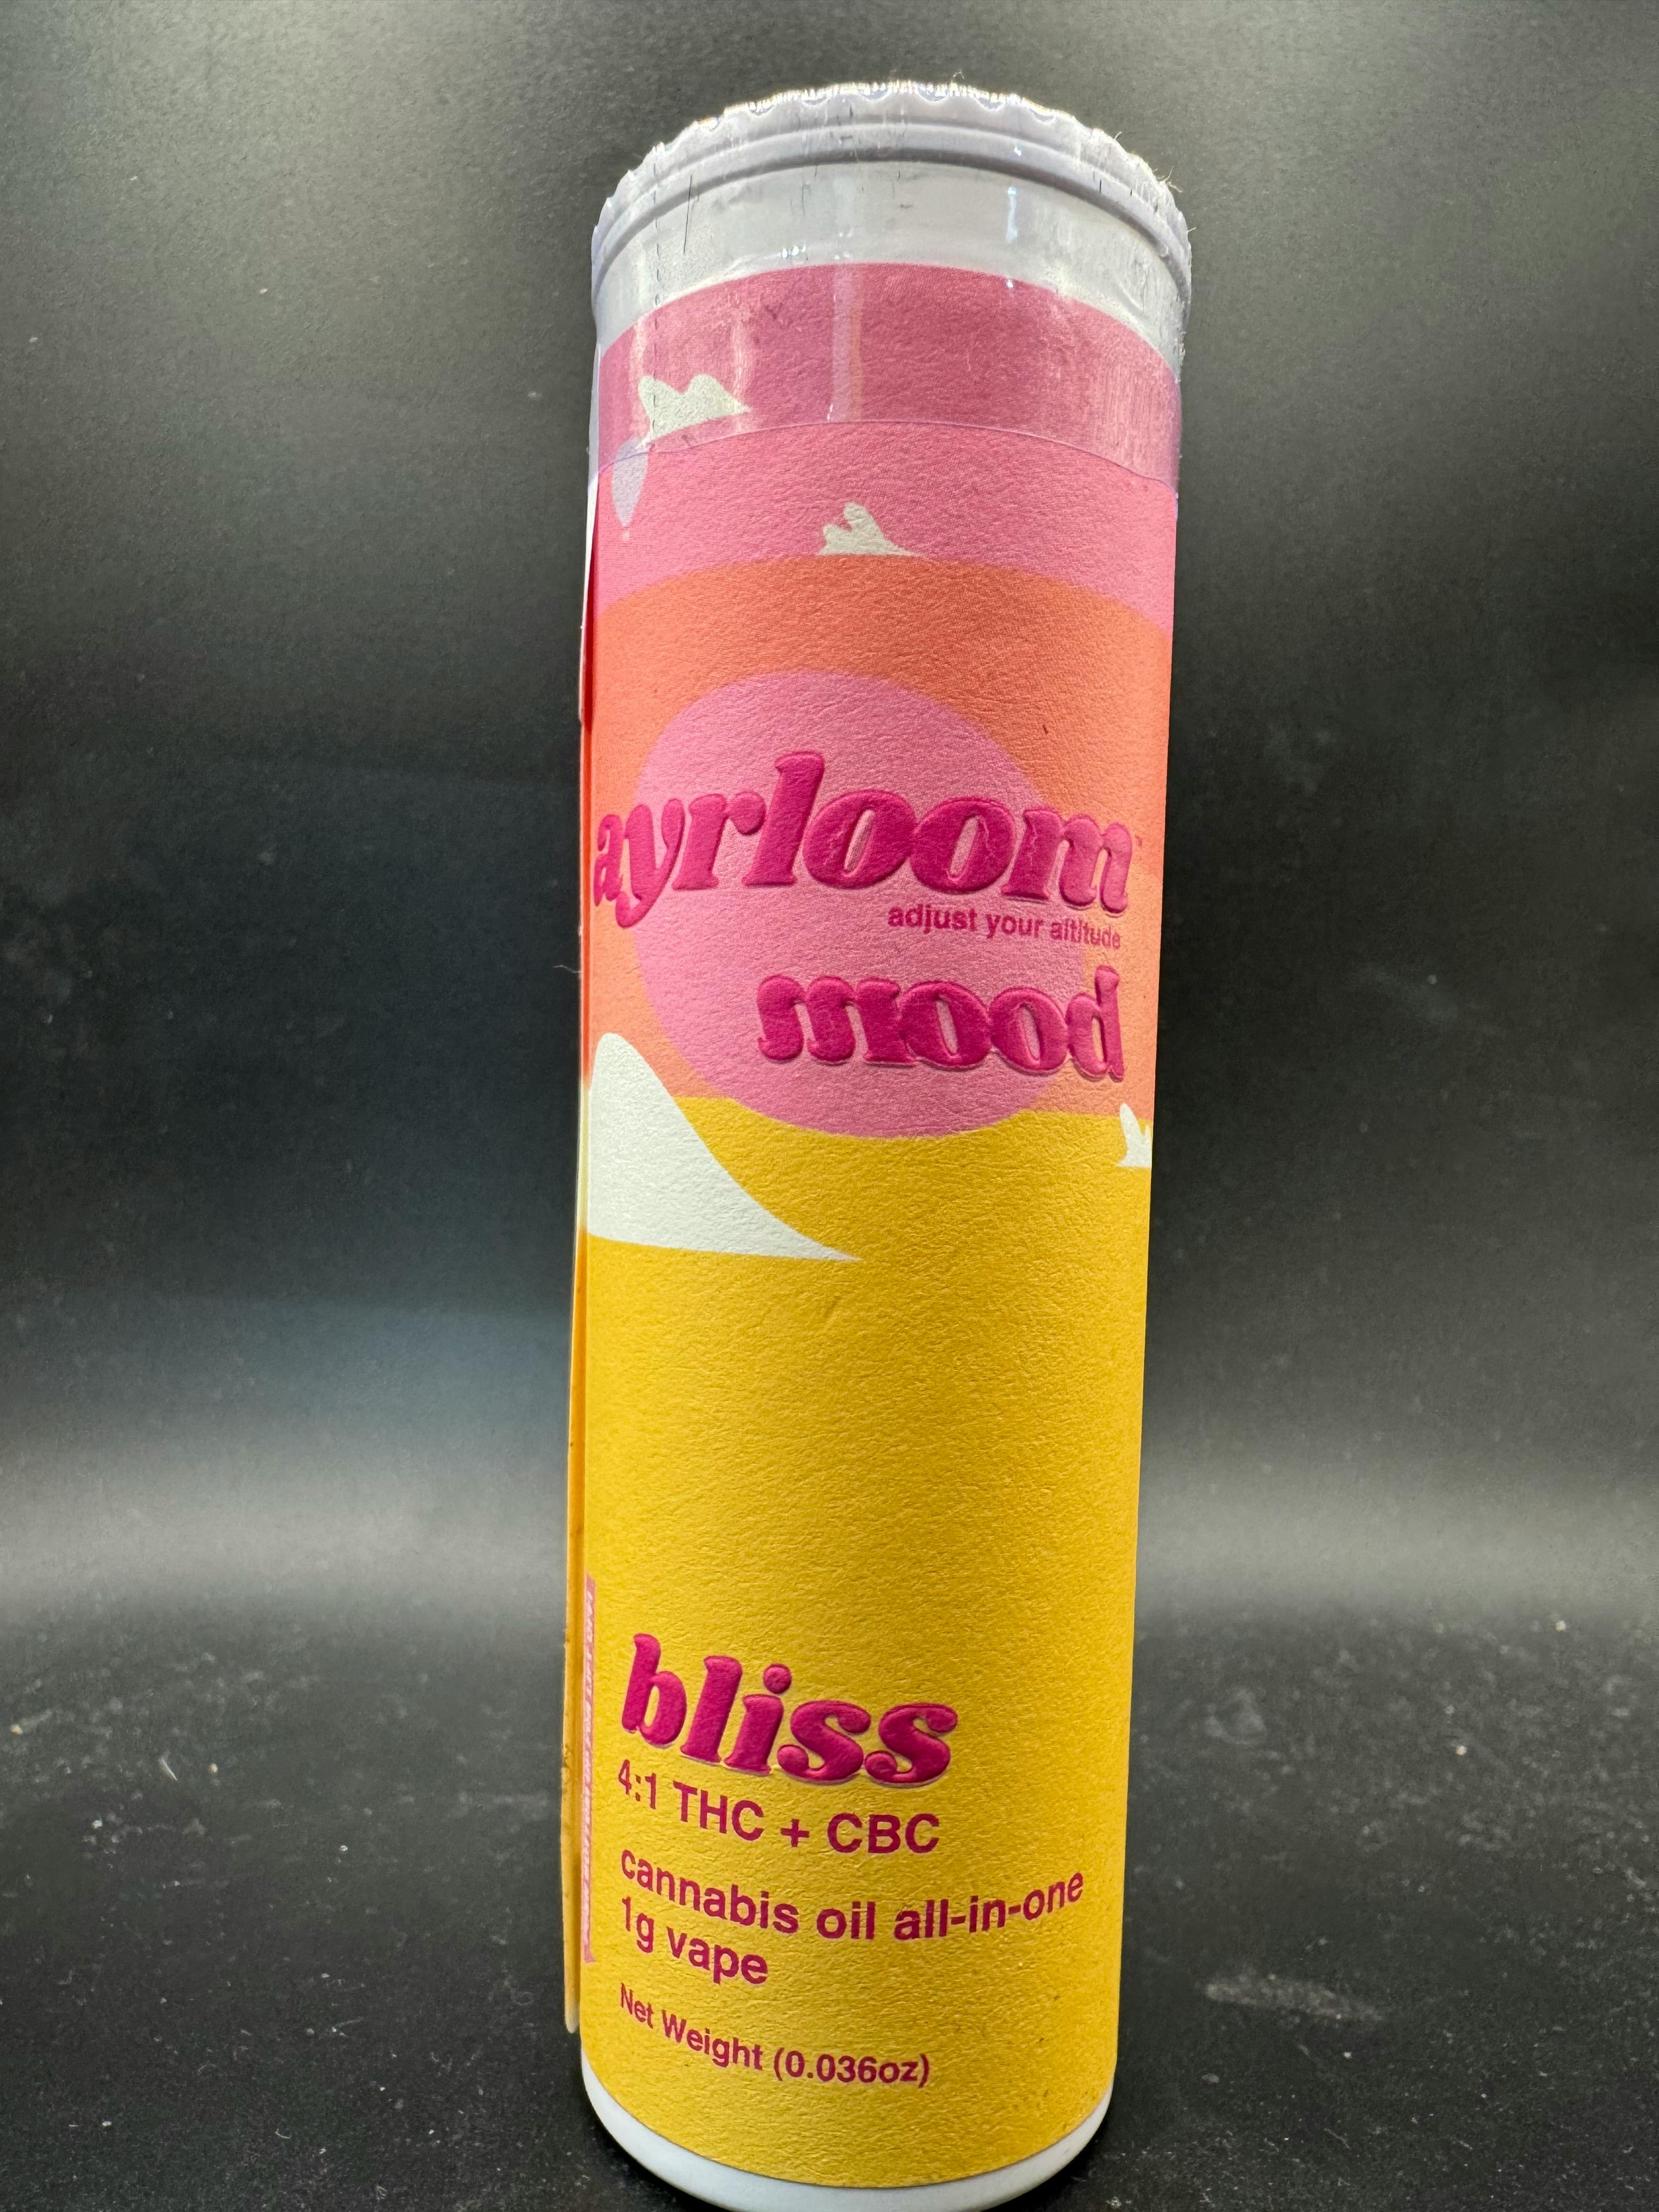 ayrloom™
adjust your altitude
mood
bliss
4:1 THC + CBC
cannabis oil all-in-one
1g vape
Net Weight (0.036oz)